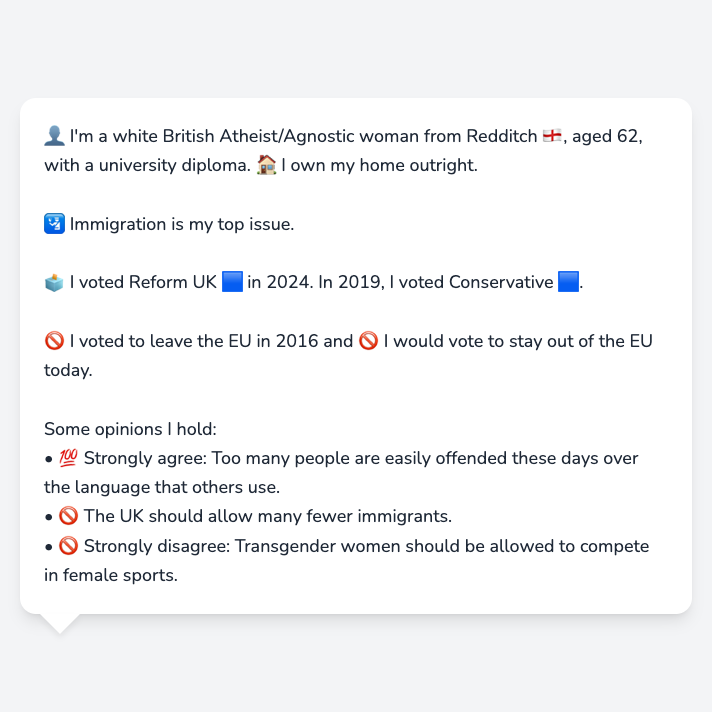 👤 I'm a white British Atheist/Agnostic woman from Redditch 🏴󠁧󠁢󠁥󠁮󠁧󠁿, aged 62,
with a university diploma. 🏠 I own my home outright.
🛂 Immigration is my top issue.
🗳️ I voted Reform UK 🟦 in 2024. In 2019, I voted Conservative 🟦.
🚫 I voted to leave the EU in 2016 and 🚫 I would vote to stay out of the EU
today.
Some opinions I hold:
• 💯 Strongly agree: Too many people are easily offended these days over
the language that others use.
• 🚫 The UK should allow many fewer immigrants.
• 🚫 Strongly disagree: Transgender women should be allowed to compete
in female sports.